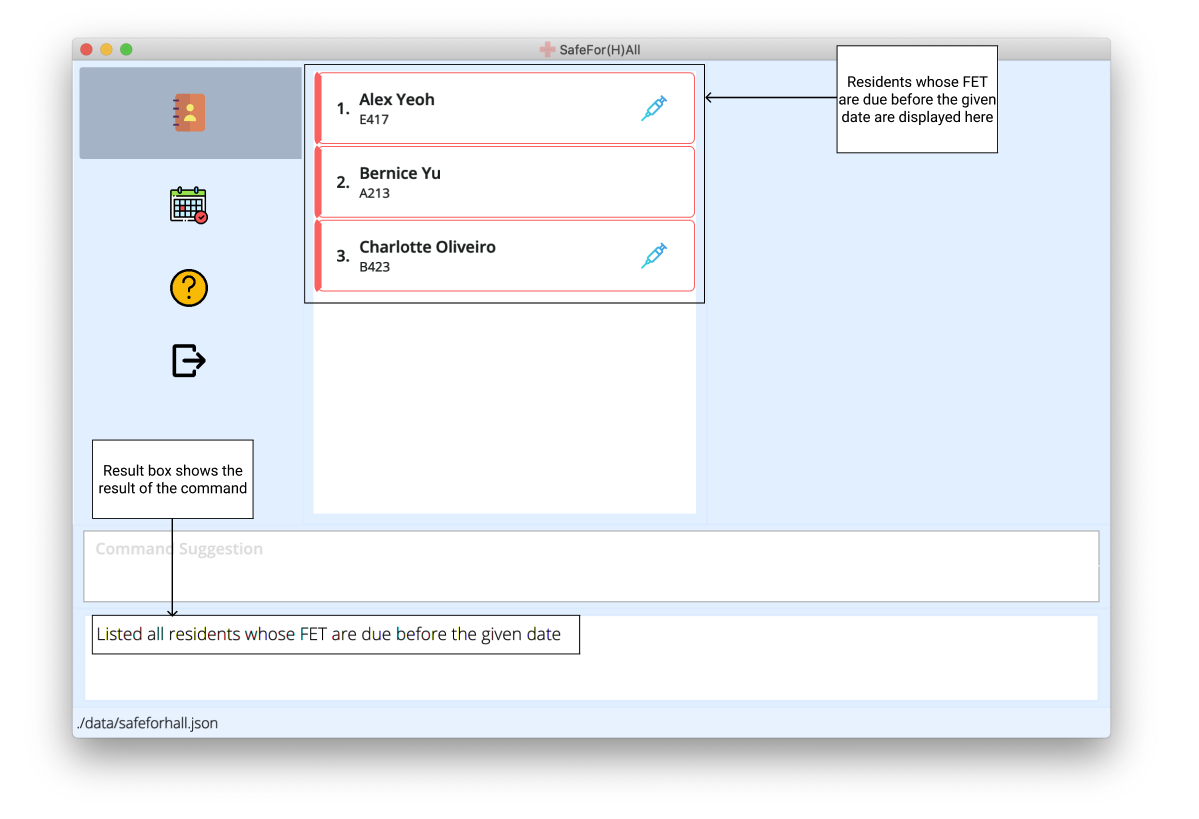 SafeFor(H)All
Residents whose FET
are due before the given
date are displayed here
1. Alex Yeoh
E417
2. Bernice Yu
A213
3. Charlotte Oliveiro
B423
?
Result box shows the
result of the command
Command Suggestion
Listed all residents whose FET are due before the given date
./data/safeforhall.json